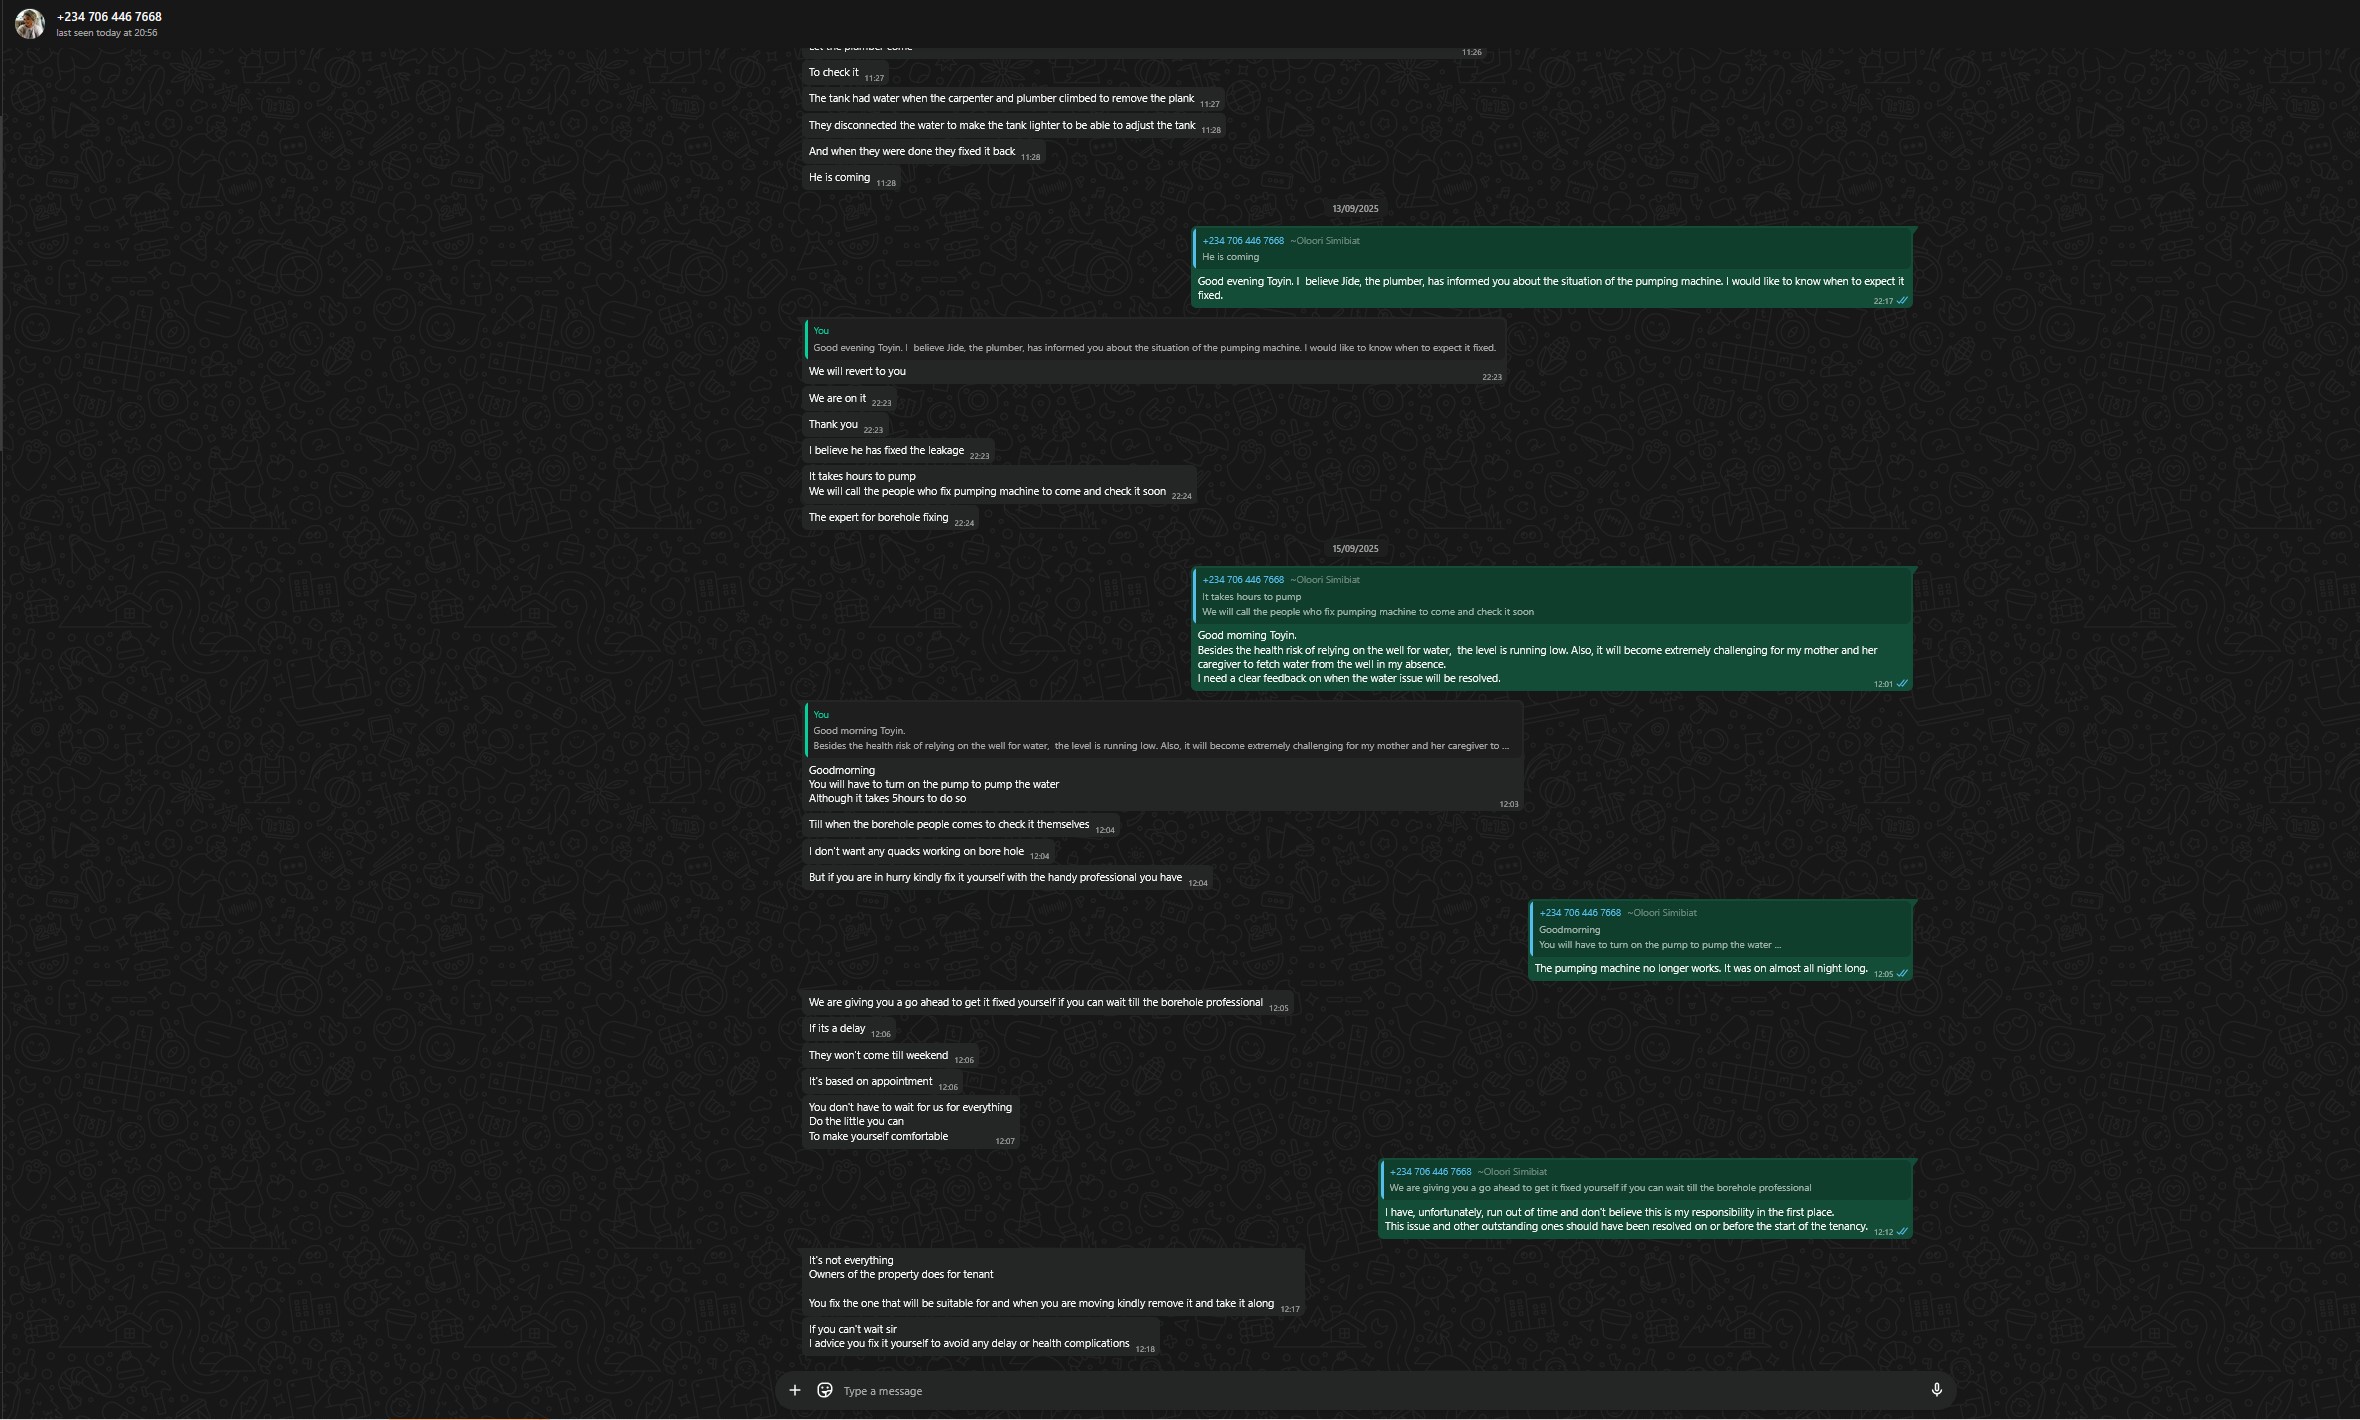 +234 706 446 7668
last seen today at 20:56
Let the plumber came
11:26
To check it 11:27
The tank had water when the carpenter and plumber climbed to remove the plank 11:27
They disconnected the water to make the tank lighter to be able to adjust the tank 11:28
And when they were done they fixed it back 11:28
He is coming 11:28
13/09/2025
+234 706 446 7668 ~Oloori Simibiat
He is coming
Good evening Toyin. I  believe Jide, the plumber, has informed you about the situation of the pumping machine. I would like to know when to expect it
fixed.
22:17
You
Good evening Toyin. I  believe Jide, the plumber, has informed you about the situation of the pumping machine. I would like to know when to expect it fixed.
We will revert to you
22:23
We are on it 22:23
Thank you 22:23
I believe he has fixed the leakage 22:23
It takes hours to pump
We will call the people who fix pumping machine to come and check it soon 22:24
The expert for borehole fixing 22:24
15/09/2025
+234 706 446 7668 ~Oloori Simibiat
It takes hours to pump
We will call the people who fix pumping machine to come and check it soon
Good morning Toyin.
Besides the health risk of relying on the well for water,  the level is running low. Also, it will become extremely challenging for my mother and her
caregiver to fetch water from the well in my absence.
I need a clear feedback on when the water issue will be resolved.
12:01
You
Good morning Toyin.
Besides the health risk of relying on the well for water,  the level is running low. Also, it will become extremely challenging for my mother and her caregiver to ...
Goodmorning
You will have to turn on the pump to pump the water
Although it takes 5hours to do so
12:03
Till when the borehole people comes to check it themselves 12:04
I don't want any quacks working on bore hole 12:04
But if you are in hurry kindly fix it yourself with the handy professional you have 12:04
+234 706 446 7668 ~Oloori Simibiat
Goodmorning
You will have to turn on the pump to pump the water ...
The pumping machine no longer works. It was on almost all night long. 12:05
We are giving you a go ahead to get it fixed yourself if you can wait till the borehole professional 12:05
If its a delay 12:06
They won't come till weekend 12:06
It's based on appointment 12:06
You don't have to wait for us for everything
Do the little you can
To make yourself comfortable 12:07
+234 706 446 7668 ~Oloori Simibiat
We are giving you a go ahead to get it fixed yourself if you can wait till the borehole professional
I have, unfortunately, run out of time and don't believe this is my responsibility in the first place.
This issue and other outstanding ones should have been resolved on or before the start of the tenancy. 12:12
It's not everything
Owners of the property does for tenant
You fix the one that will be suitable for and when you are moving kindly remove it and take it along 12:17
If you can't wait sir
I advice you fix it yourself to avoid any delay or health complications 12:18
Type a message